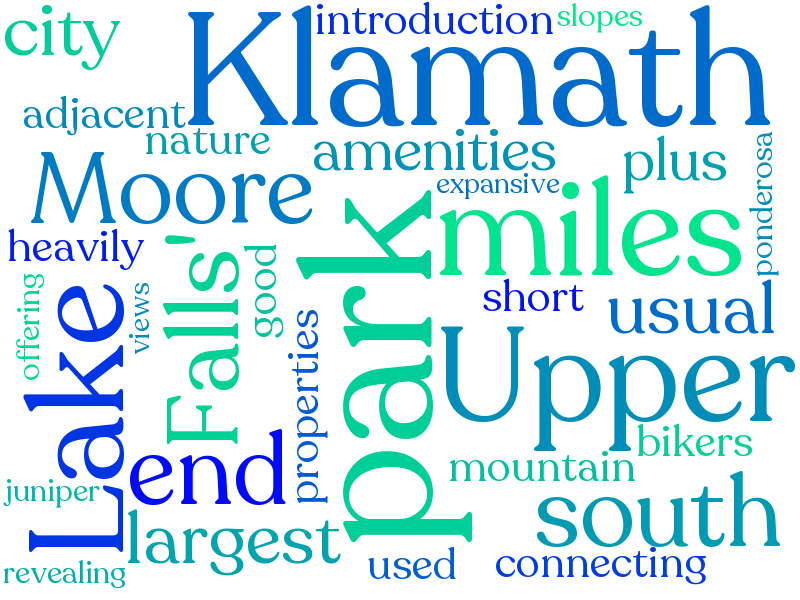 city
Klamath
introduction
slopes
adjacent
nature
amenities
plus
ponderosa
Moore
expansive
miles
heavily
Falls'
good
park
offering
Lake
views
short
usual
properties
Upper
end
bikers
mountain
juniper
largest
south
used
connecting
revealing